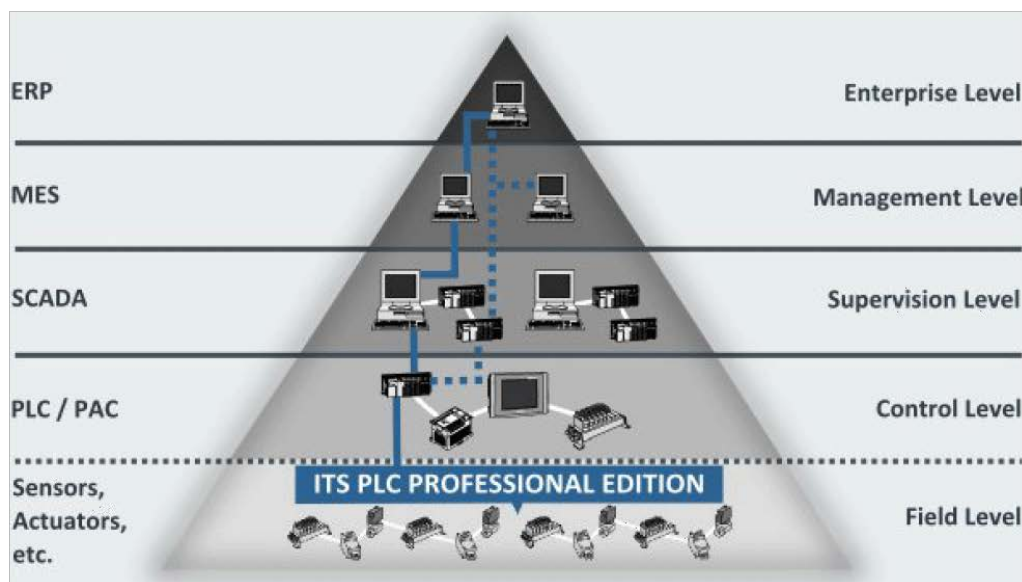 ERP
Enterprise Level
MES
Management Level
SCADA
Supervision Level
PLC / PAC
Control Level
ITS PLC PROFESSIONAL EDITION
Sensors,
Actuators,
etc.
Field Level